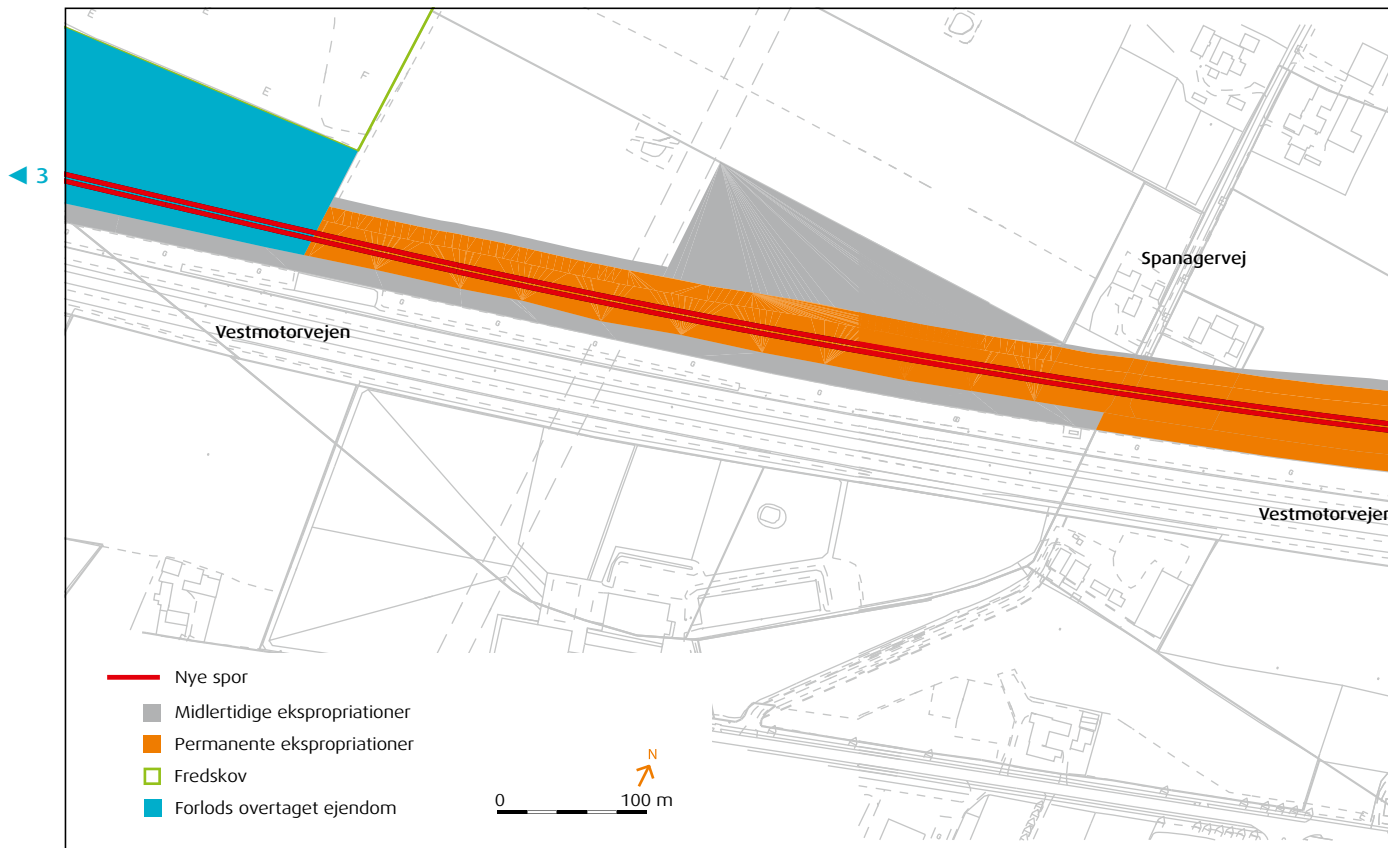 E
E
F
E
3
Spanagervej
Vestmotorvejen
Vestmotorvejen
Nye spor
Midlertidige ekspropriationer
Permanente ekspropriationer
N
Fredskov
0 100 m
Forlods overtaget ejendom